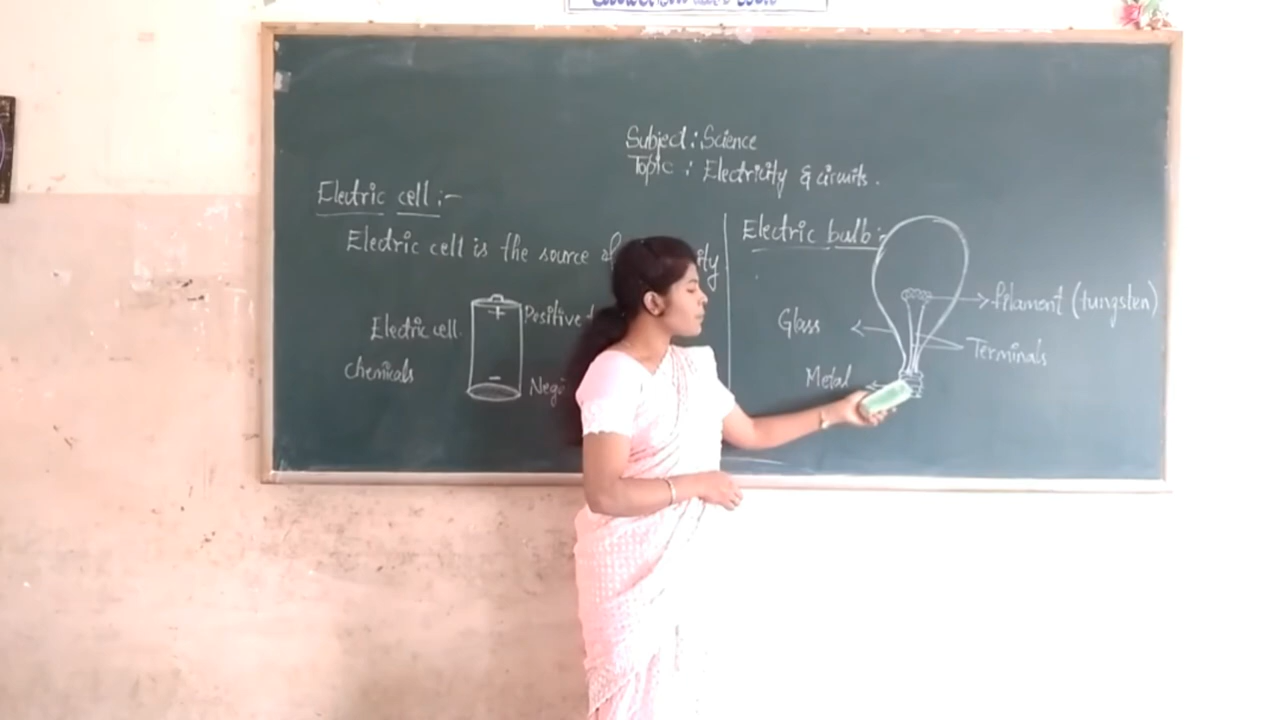 Subject: Science
Topic : Electricity & circuits.
Electric cell :-
Electric cell is the source
Positive
Electric cell
chemicals
+
-
Electric bulb:-
Filament (tungsten)
Glass
Terminals
Metal